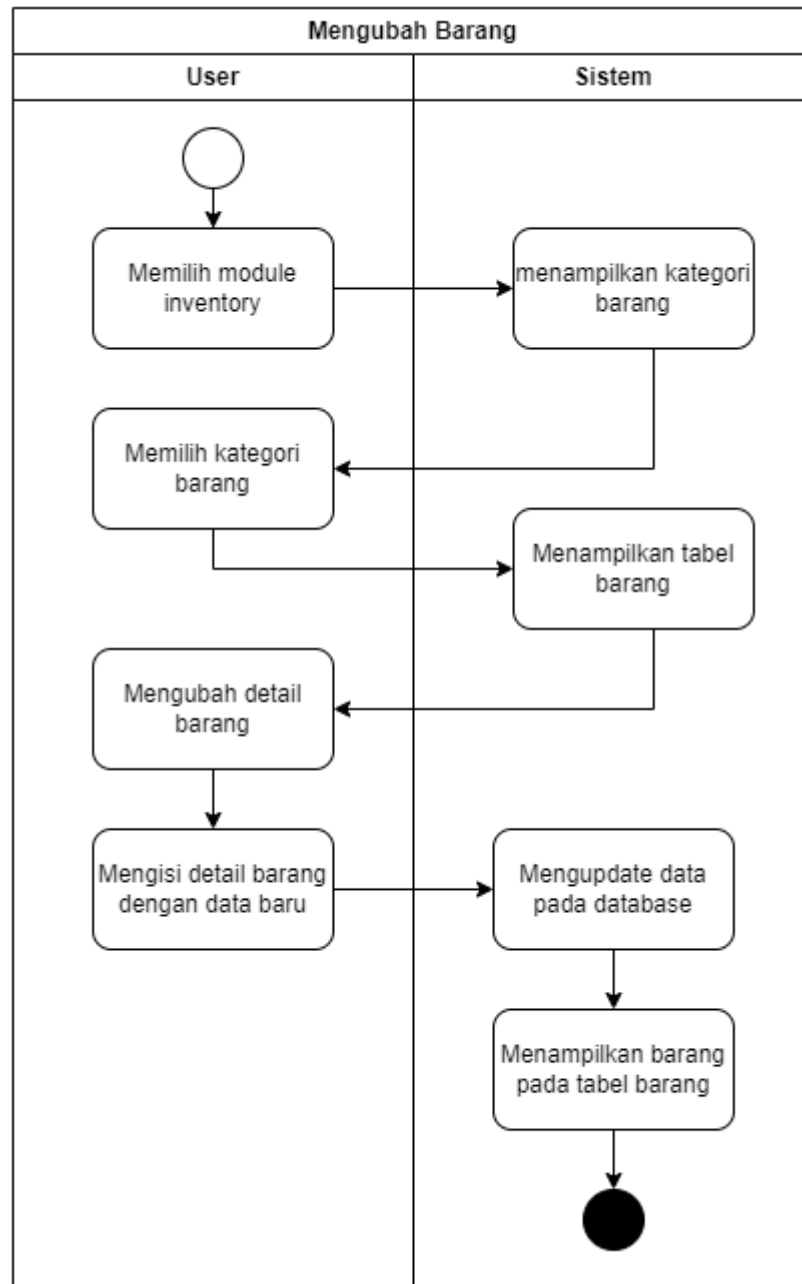 Mengubah Barang
User
Sistem
Memilih module
inventory
menampilkan kategori
barang
Memilih kategori
barang
Menampilkan tabel
barang
Mengubah detail
barang
Mengisi detail barang
dengan data baru
Mengupdate data
pada database
Menampilkan barang
pada tabel barang